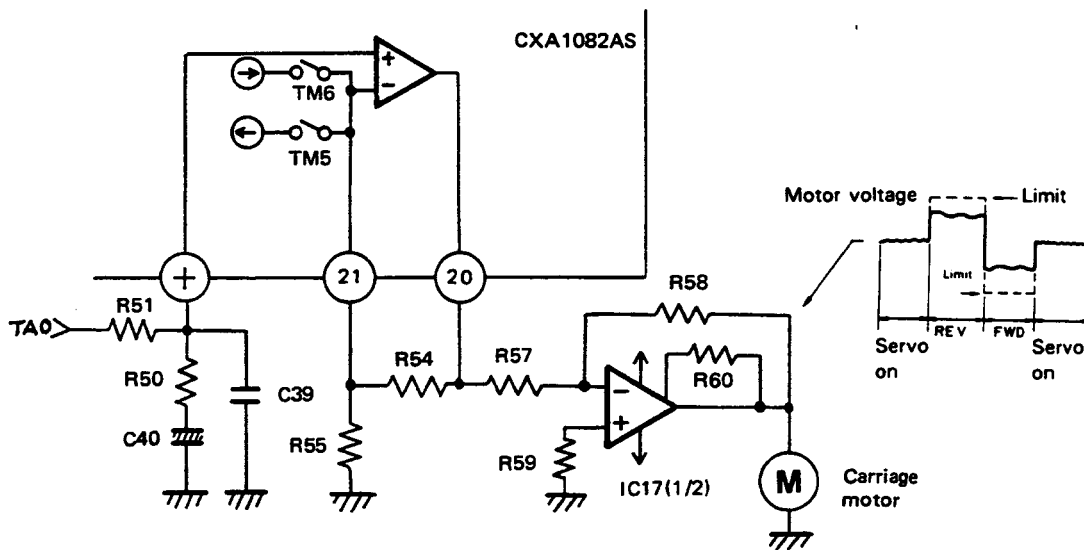 CXA1082AS
+
−
TM6
TM5
Motor voltage
Limit
Limit
REV
FWD
Servo on
Servo on
+
21
20
R51
TAO
R58
R50
C39
R54
R57
R60
−
+
C40
R55
R59
IC17(1/2)
M
Carriage
motor